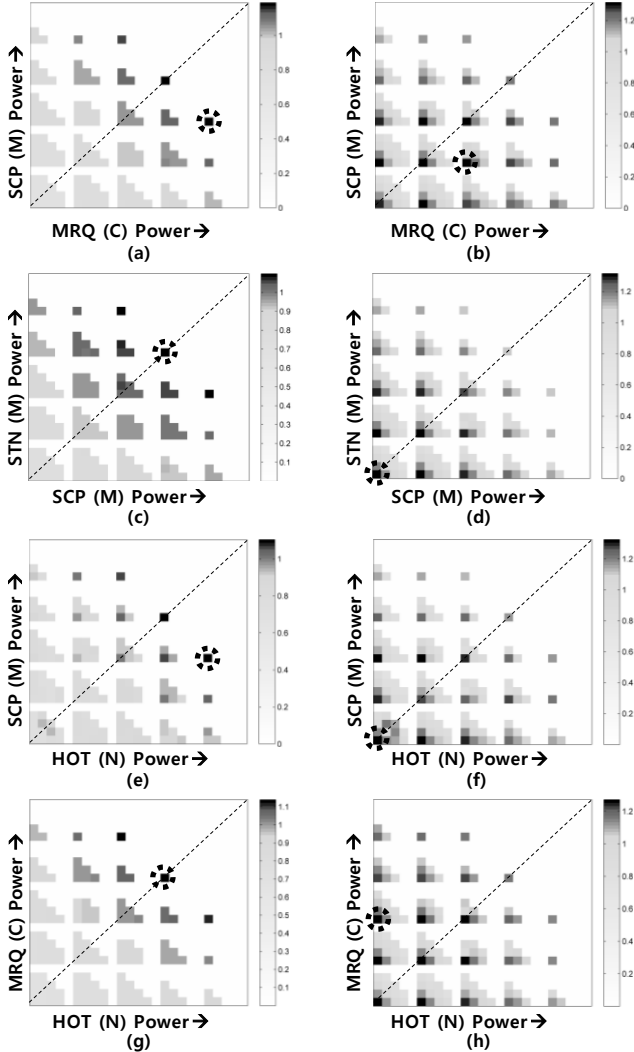 SCP (M) Power →
1
0.8
0.6
0.4
0.2
0
MRQ (C) Power →
(a)
SCP (M) Power →
1.2
1
0.8
0.6
0.4
0.2
0
MRQ (C) Power →
(b)
STN (M) Power →
1
0.9
0.8
0.7
0.6
0.5
0.4
0.3
0.2
0.1
SCP (M) Power →
(c)
STN (M) Power →
1.2
1
0.8
0.6
0.4
0.2
SCP (M) Power →
(d)
SCP (M) Power →
1
0.8
0.6
0.4
0.2
0
HOT (N) Power →
(e)
SCP (M) Power →
1.2
1
0.8
0.6
0.4
0.2
HOT (N) Power →
(f)
MRQ (C) Power →
1.1
1
0.9
0.8
0.7
0.6
0.5
0.4
0.3
0.2
0.1
HOT (N) Power →
(g)
MRQ (C) Power →
1.2
1
0.8
0.6
0.4
0.2
HOT (N) Power →
(h)